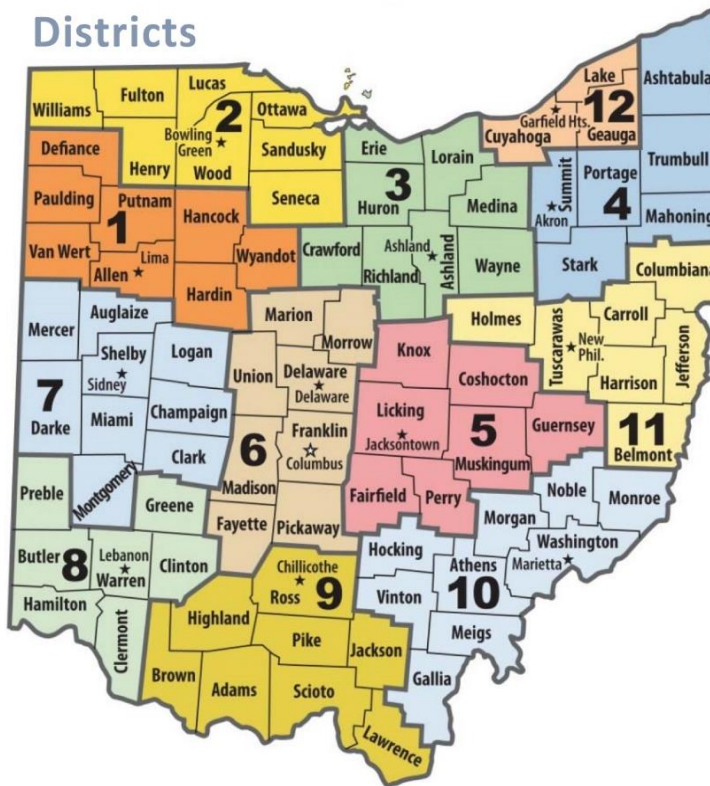 Districts
Williams
Fulton
Lucas
Ottawa
2
Bowling
Green
Henry
Wood
Sandusky
Seneca
Defiance
Paulding
Putnam
1
Hancock
Van Wert
Lima
Allen
Wyandot
Hardin
Erie
Lorain
3
Huron
Medina
Crawford
Ashland
Richland
Ashland
Wayne
Lake
12
Garfield Hts.
Cuyahoga
Geauga
Ashtabula
Summit
Portage
Trumbull
4
Akron
Mahoning
Stark
Columbiana
Mercer
Auglaize
Shelby
Sidney
Logan
7
Darke
Miami
Champaign
Clark
Montgomery
Marion
Morrow
Union
Delaware
Delaware
Franklin
Columbus
6
Madison
Fayette
Pickaway
Knox
Coshocton
Licking
Jacksontown
5
Guernsey
Muskingum
Fairfield
Perry
Holmes
Tuscarawas
New
Phil.
Carroll
Jefferson
Harrison
11
Belmont
Preble
Greene
Butler
8
Lebanon
Warren
Clinton
Hamilton
Clermont
Chillicothe
Ross
9
Highland
Pike
Jackson
Brown
Adams
Scioto
Lawrence
Noble
Monroe
Morgan
Washington
Marietta
Hocking
Athens
10
Vinton
Meigs
Gallia